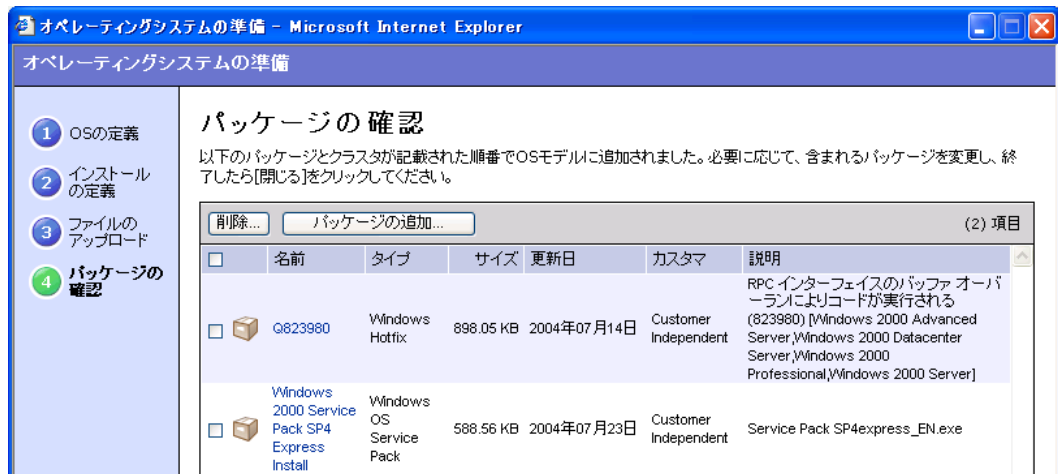 オペレーティングシステムの準備 - Microsoft Internet Explorer
オペレーティングシステムの準備
1 OSの定義
2 インストール
の定義
3 ファイルの
アップロード
4 パッケージの
確認
パッケージの確認
以下のパッケージとクラスタが記載された順番でOSモデルに追加されました。必要に応じて、含まれるパッケージを変更し、終
了したら[閉じる]をクリックしてください。
削除... パッケージの追加... (2) 項目
名前 タイプ サイズ 更新日 カスタマ 説明
Q823980
Windows
Hotfix
898.05 KB
2004年07月14日
Customer
Independent
RPC インターフェイスのバッファ オーバ
ーランによりコードが実行される
(823980) [Windows 2000 Advanced
Server,Windows 2000 Datacenter
Server,Windows 2000
Professional,Windows 2000 Server]
Windows
2000 Service
Pack SP4
Express
Install
Windows
OS
Service
Pack
588.56 KB
2004年07月23日
Customer
Independent
Service Pack SP4express_EN.exe